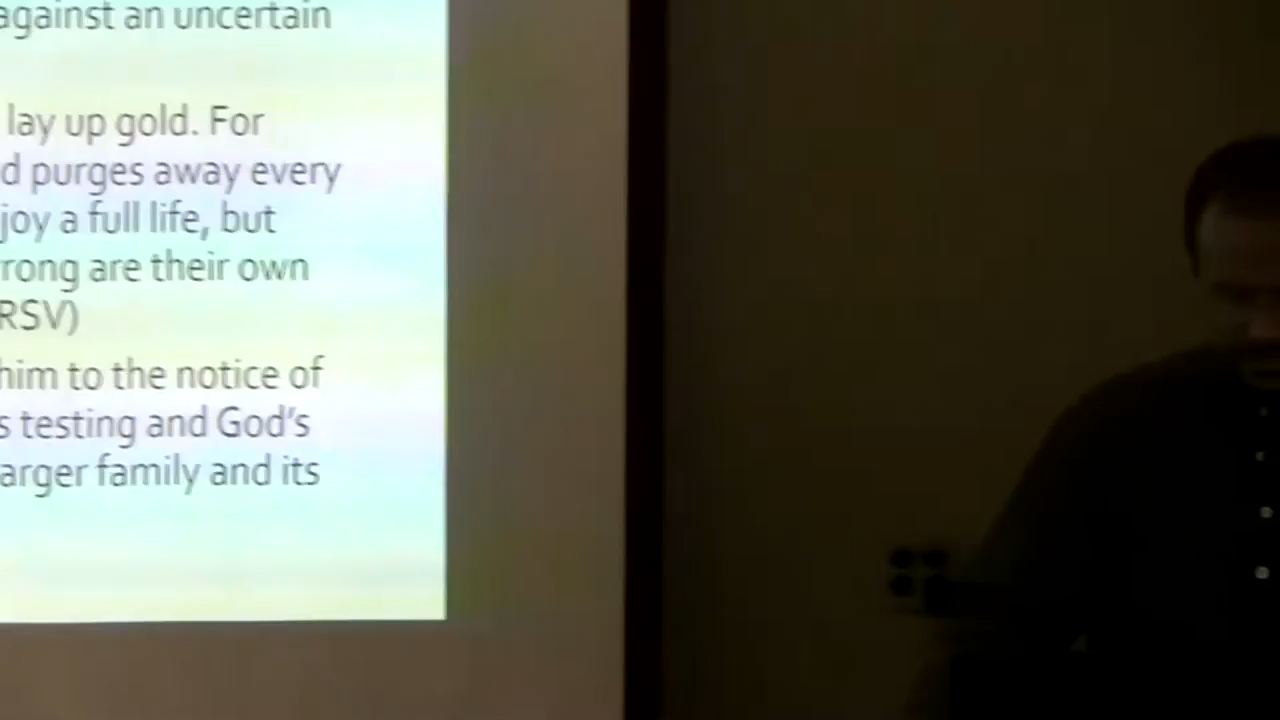 against an uncertain
lay up gold. For
d purges away every
joy a full life, but
rong are their own
RSV)
him to the notice of
s testing and God's
arger family and its